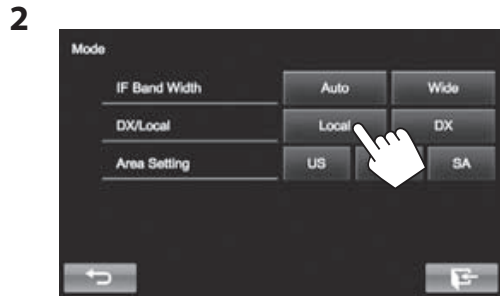 2
Mode
IF Band Width Auto Wide
DX/Local Local DX
Area Setting US SA